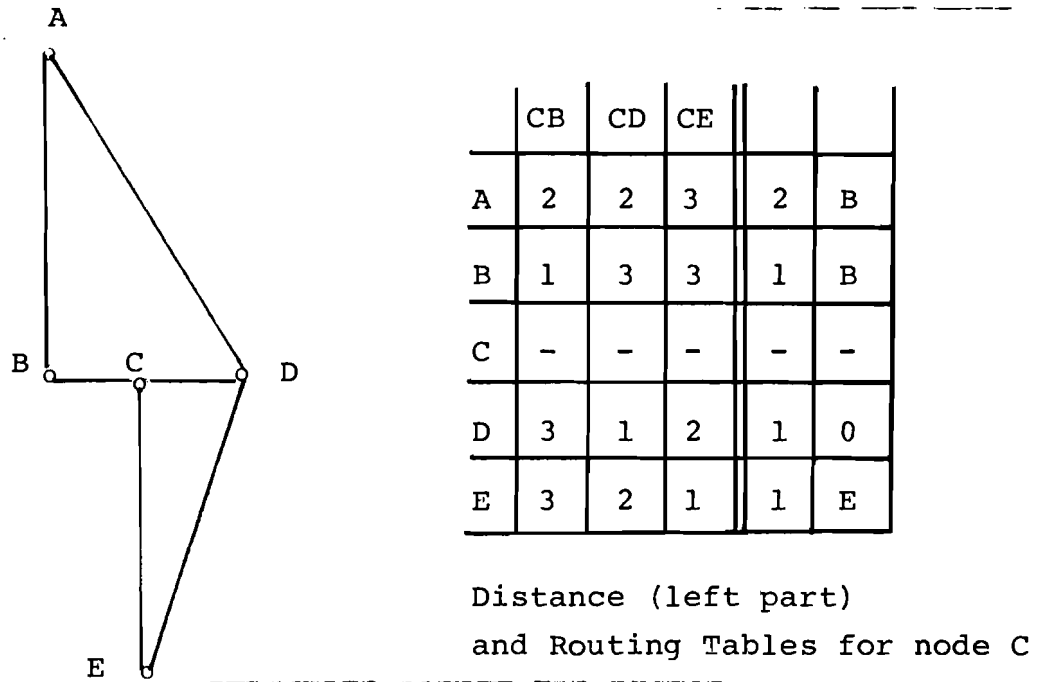 A
B
C
D
E
CB CD CE
A 2 2 3 2 B
B 1 3 3 1 B
C - - - - -
D 3 1 2 1 0
E 3 2 1 1 E
Distance (left part)
and Routing Tables for node C